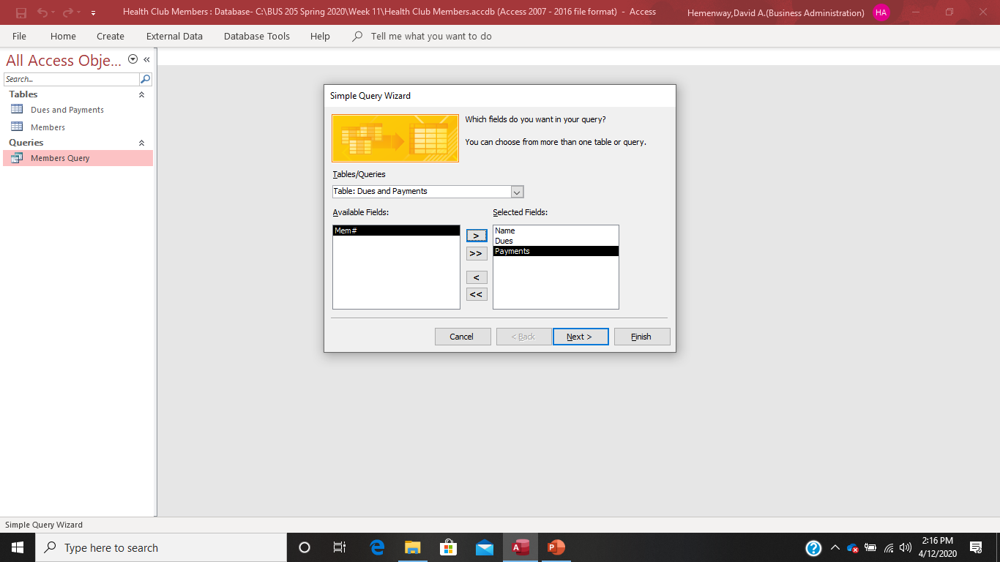 Health Club Members : Database- C:\BUS 205 Spring 2020\Week 11\Health Club Members.accdb (Access 2007 - 2016 file format) - Access
Hemenway,David A.(Business Administration) HA
File Home Create External Data Database Tools Help Tell me what you want to do
All Access Obje... «
Search...
Tables
Dues and Payments
Members
Queries
Members Query
Simple Query Wizard
Which fields do you want in your query?
You can choose from more than one table or query.
Tables/Queries
Table: Dues and Payments
Available Fields: Selected Fields:
Mem#
>
>>
<
<<
Name
Dues
Payments
Cancel < Back Next > Finish
Simple Query Wizard
Type here to search
2:16 PM
4/12/2020